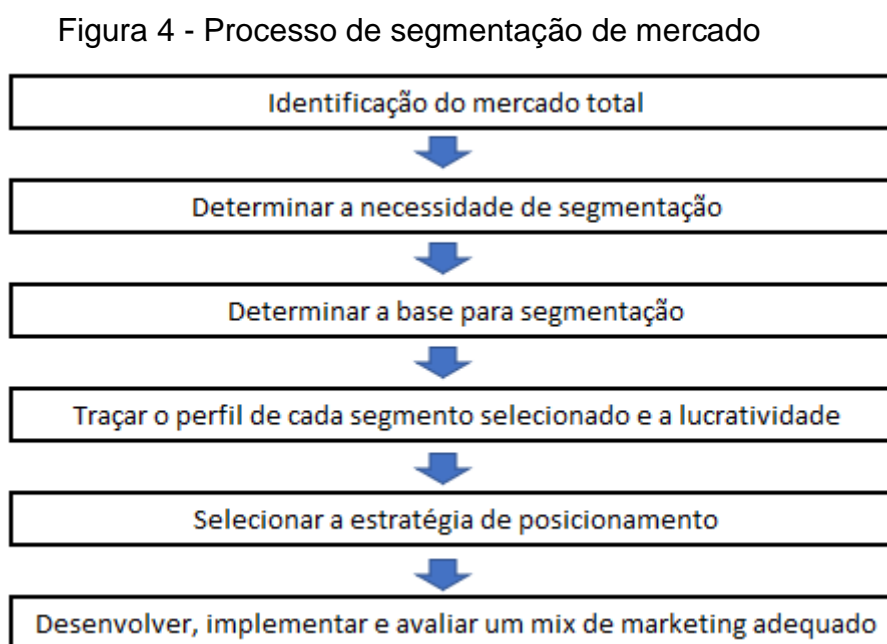 Figura 4 - Processo de segmentação de mercado
Identificação do mercado total
Determinar a necessidade de segmentação
Determinar a base para segmentação
Traçar o perfil de cada segmento selecionado e a lucratividade
Selecionar a estratégia de posicionamento
Desenvolver, implementar e avaliar um mix de marketing adequado